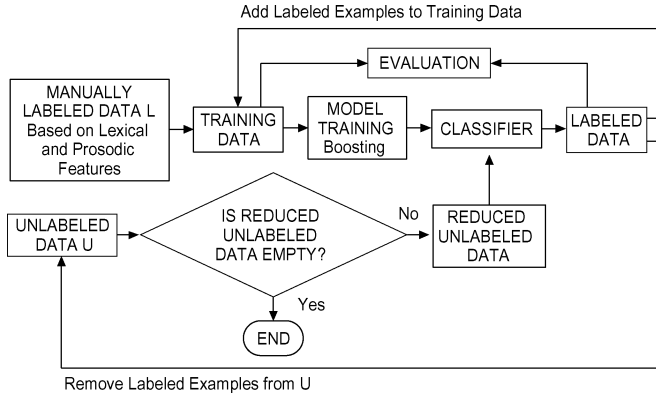 Add Labeled Examples to Training Data
EVALUATION
MANUALLY
LABELED DATA L
Based on Lexical
and Prosodic
Features
TRAINING
DATA
MODEL
TRAINING
Boosting
CLASSIFIER
LABELED
DATA
UNLABELED
DATA U
IS REDUCED
UNLABELED
DATA EMPTY?
No
REDUCED
UNLABELED
DATA
Yes
END
Remove Labeled Examples from U